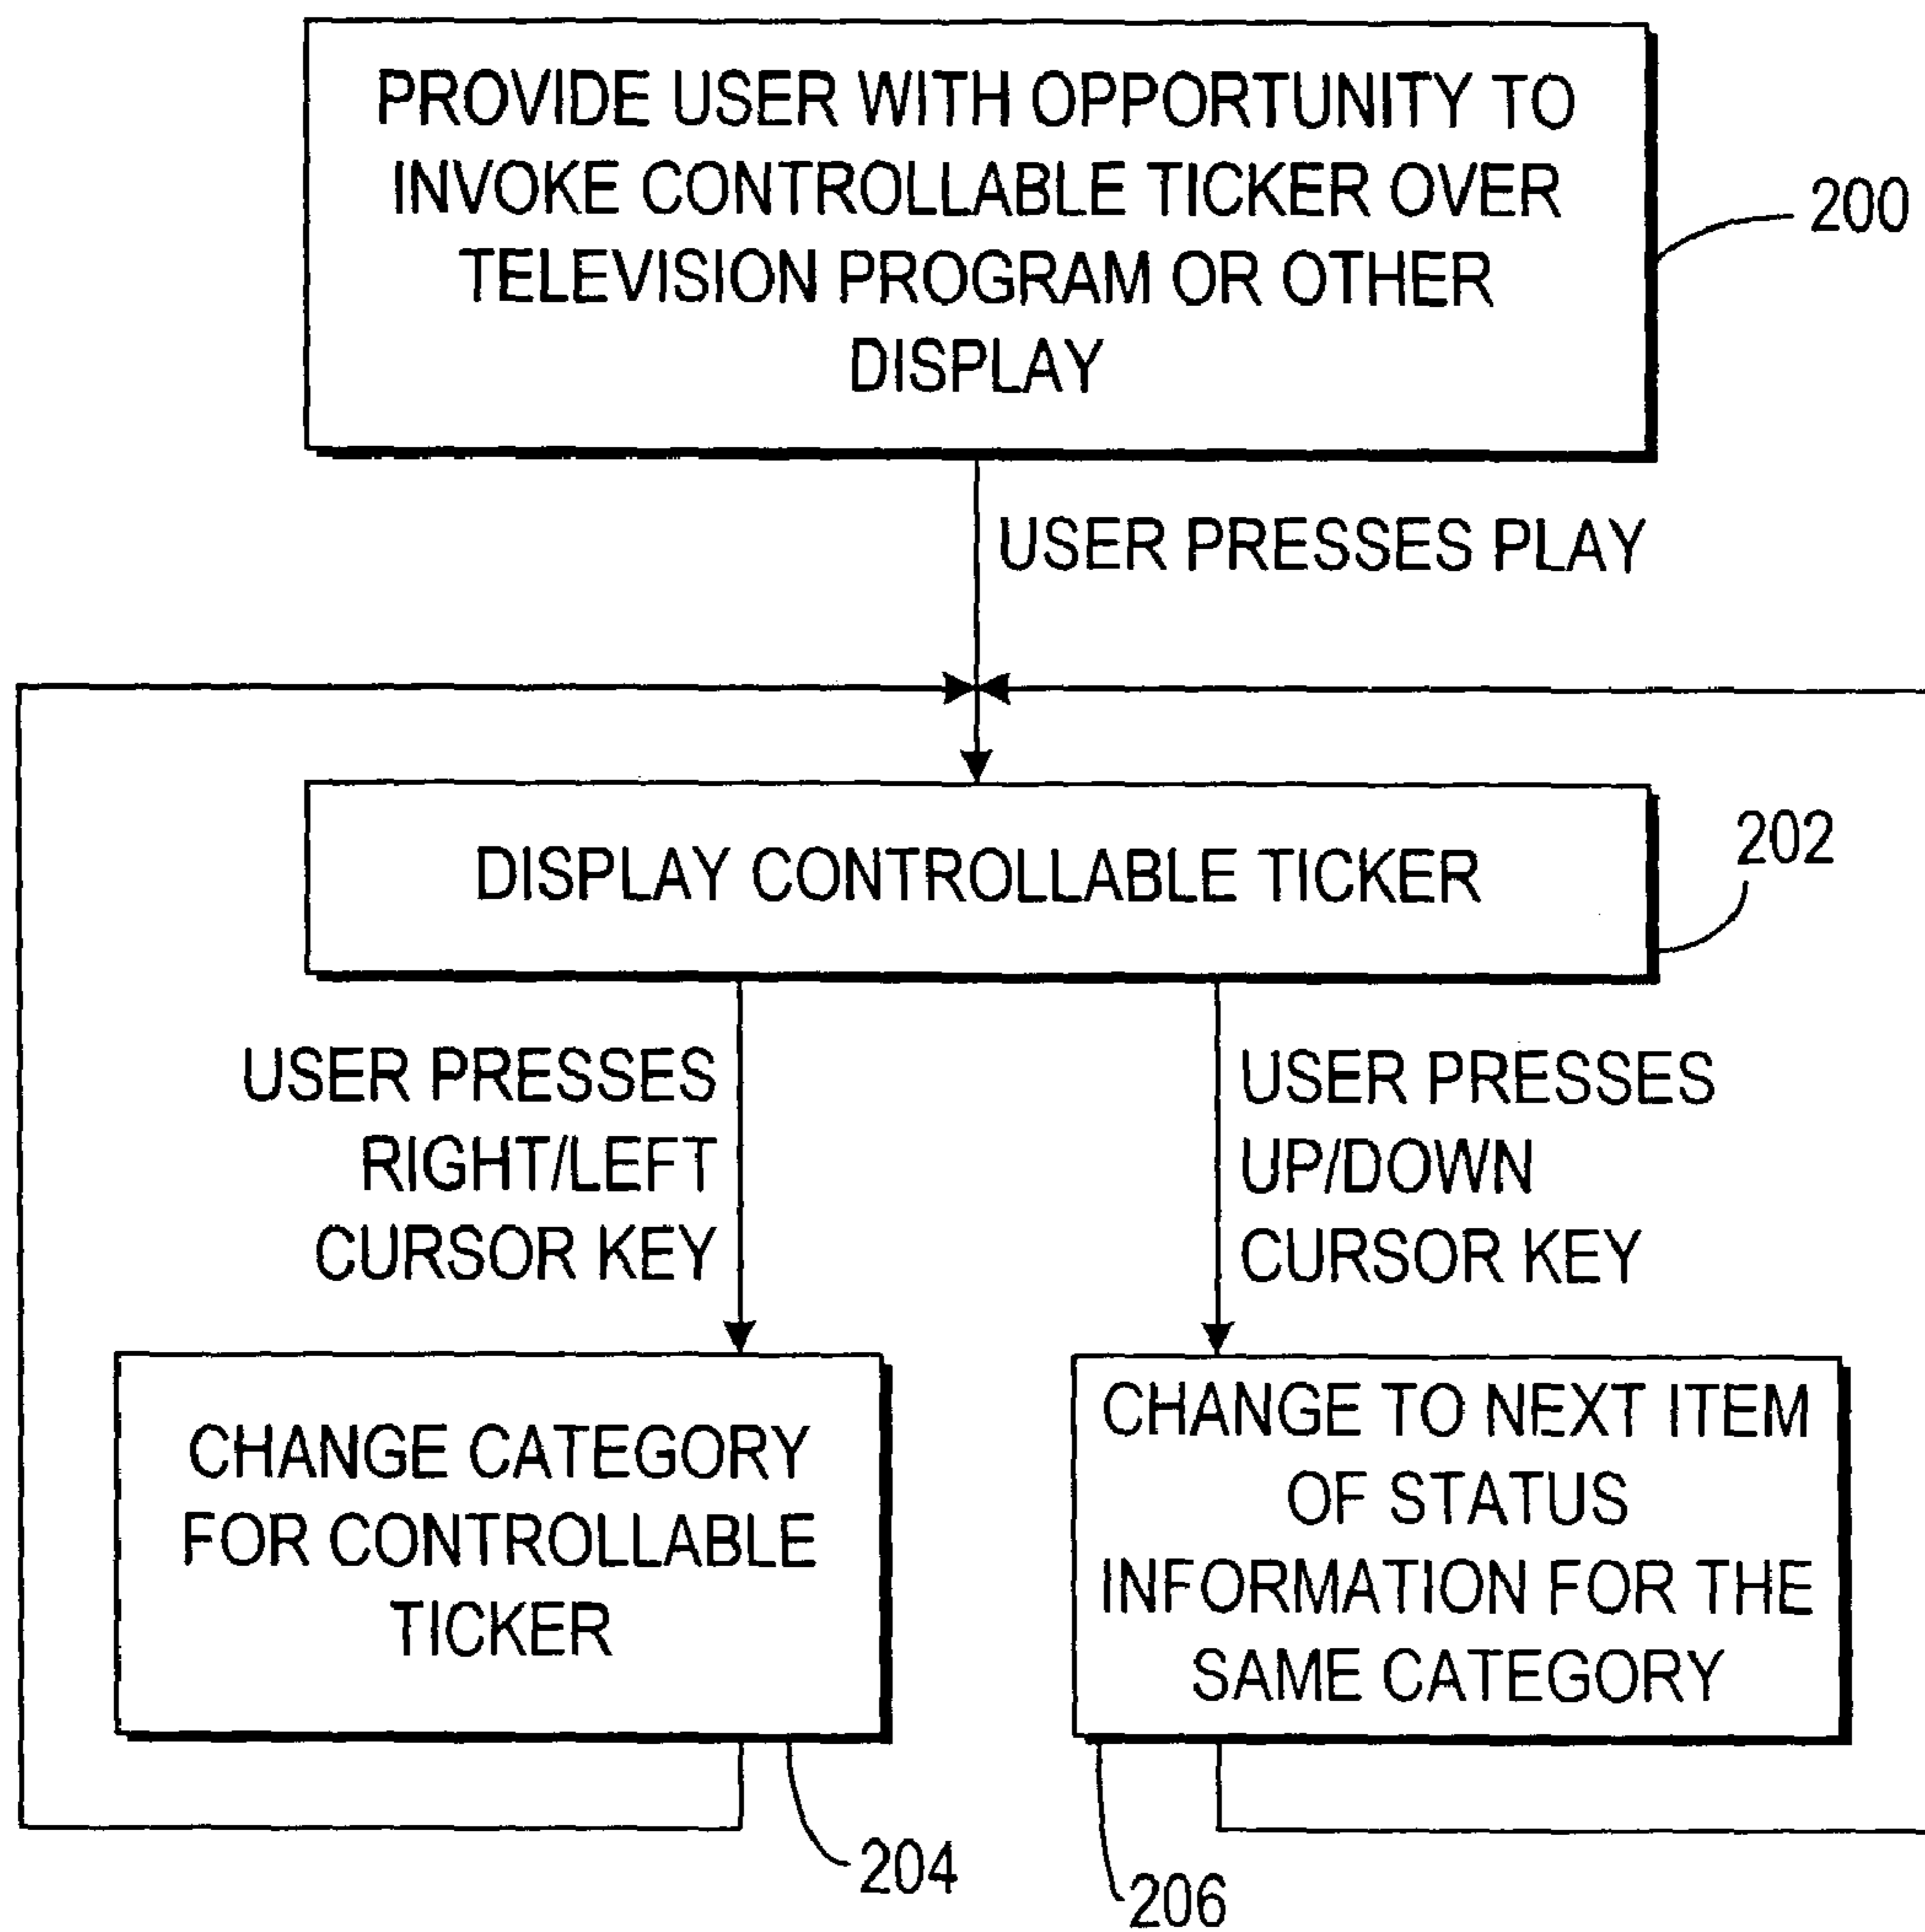 PROVIDE USER WITH OPPORTUNITY TO
INVOKE CONTROLLABLE TICKER OVER
TELEVISION PROGRAM OR OTHER
DISPLAY
200
USER PRESSES PLAY
DISPLAY CONTROLLABLE TICKER
202
USER PRESSES
RIGHT/LEFT
CURSOR KEY
USER PRESSES
UP/DOWN
CURSOR KEY
CHANGE CATEGORY
FOR CONTROLLABLE
TICKER
204
CHANGE TO NEXT ITEM
OF STATUS
INFORMATION FOR THE
SAME CATEGORY
206